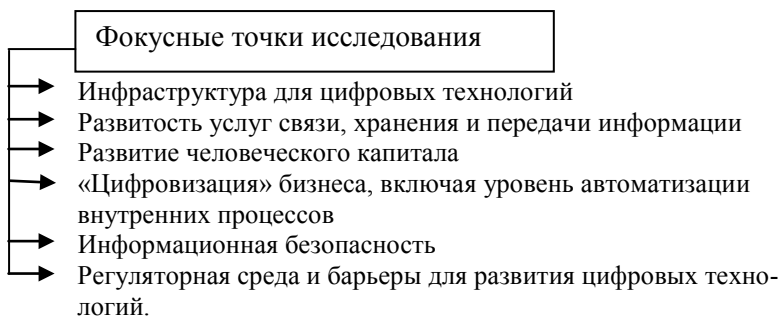 Фокусные точки исследования
Инфраструктура для цифровых технологий
Развитость услуг связи, хранения и передачи информации
Развитие человеческого капитала
«Цифровизация» бизнеса, включая уровень автоматизации
внутренних процессов
Информационная безопасность
Регуляторная среда и барьеры для развития цифровых техно-
логий.